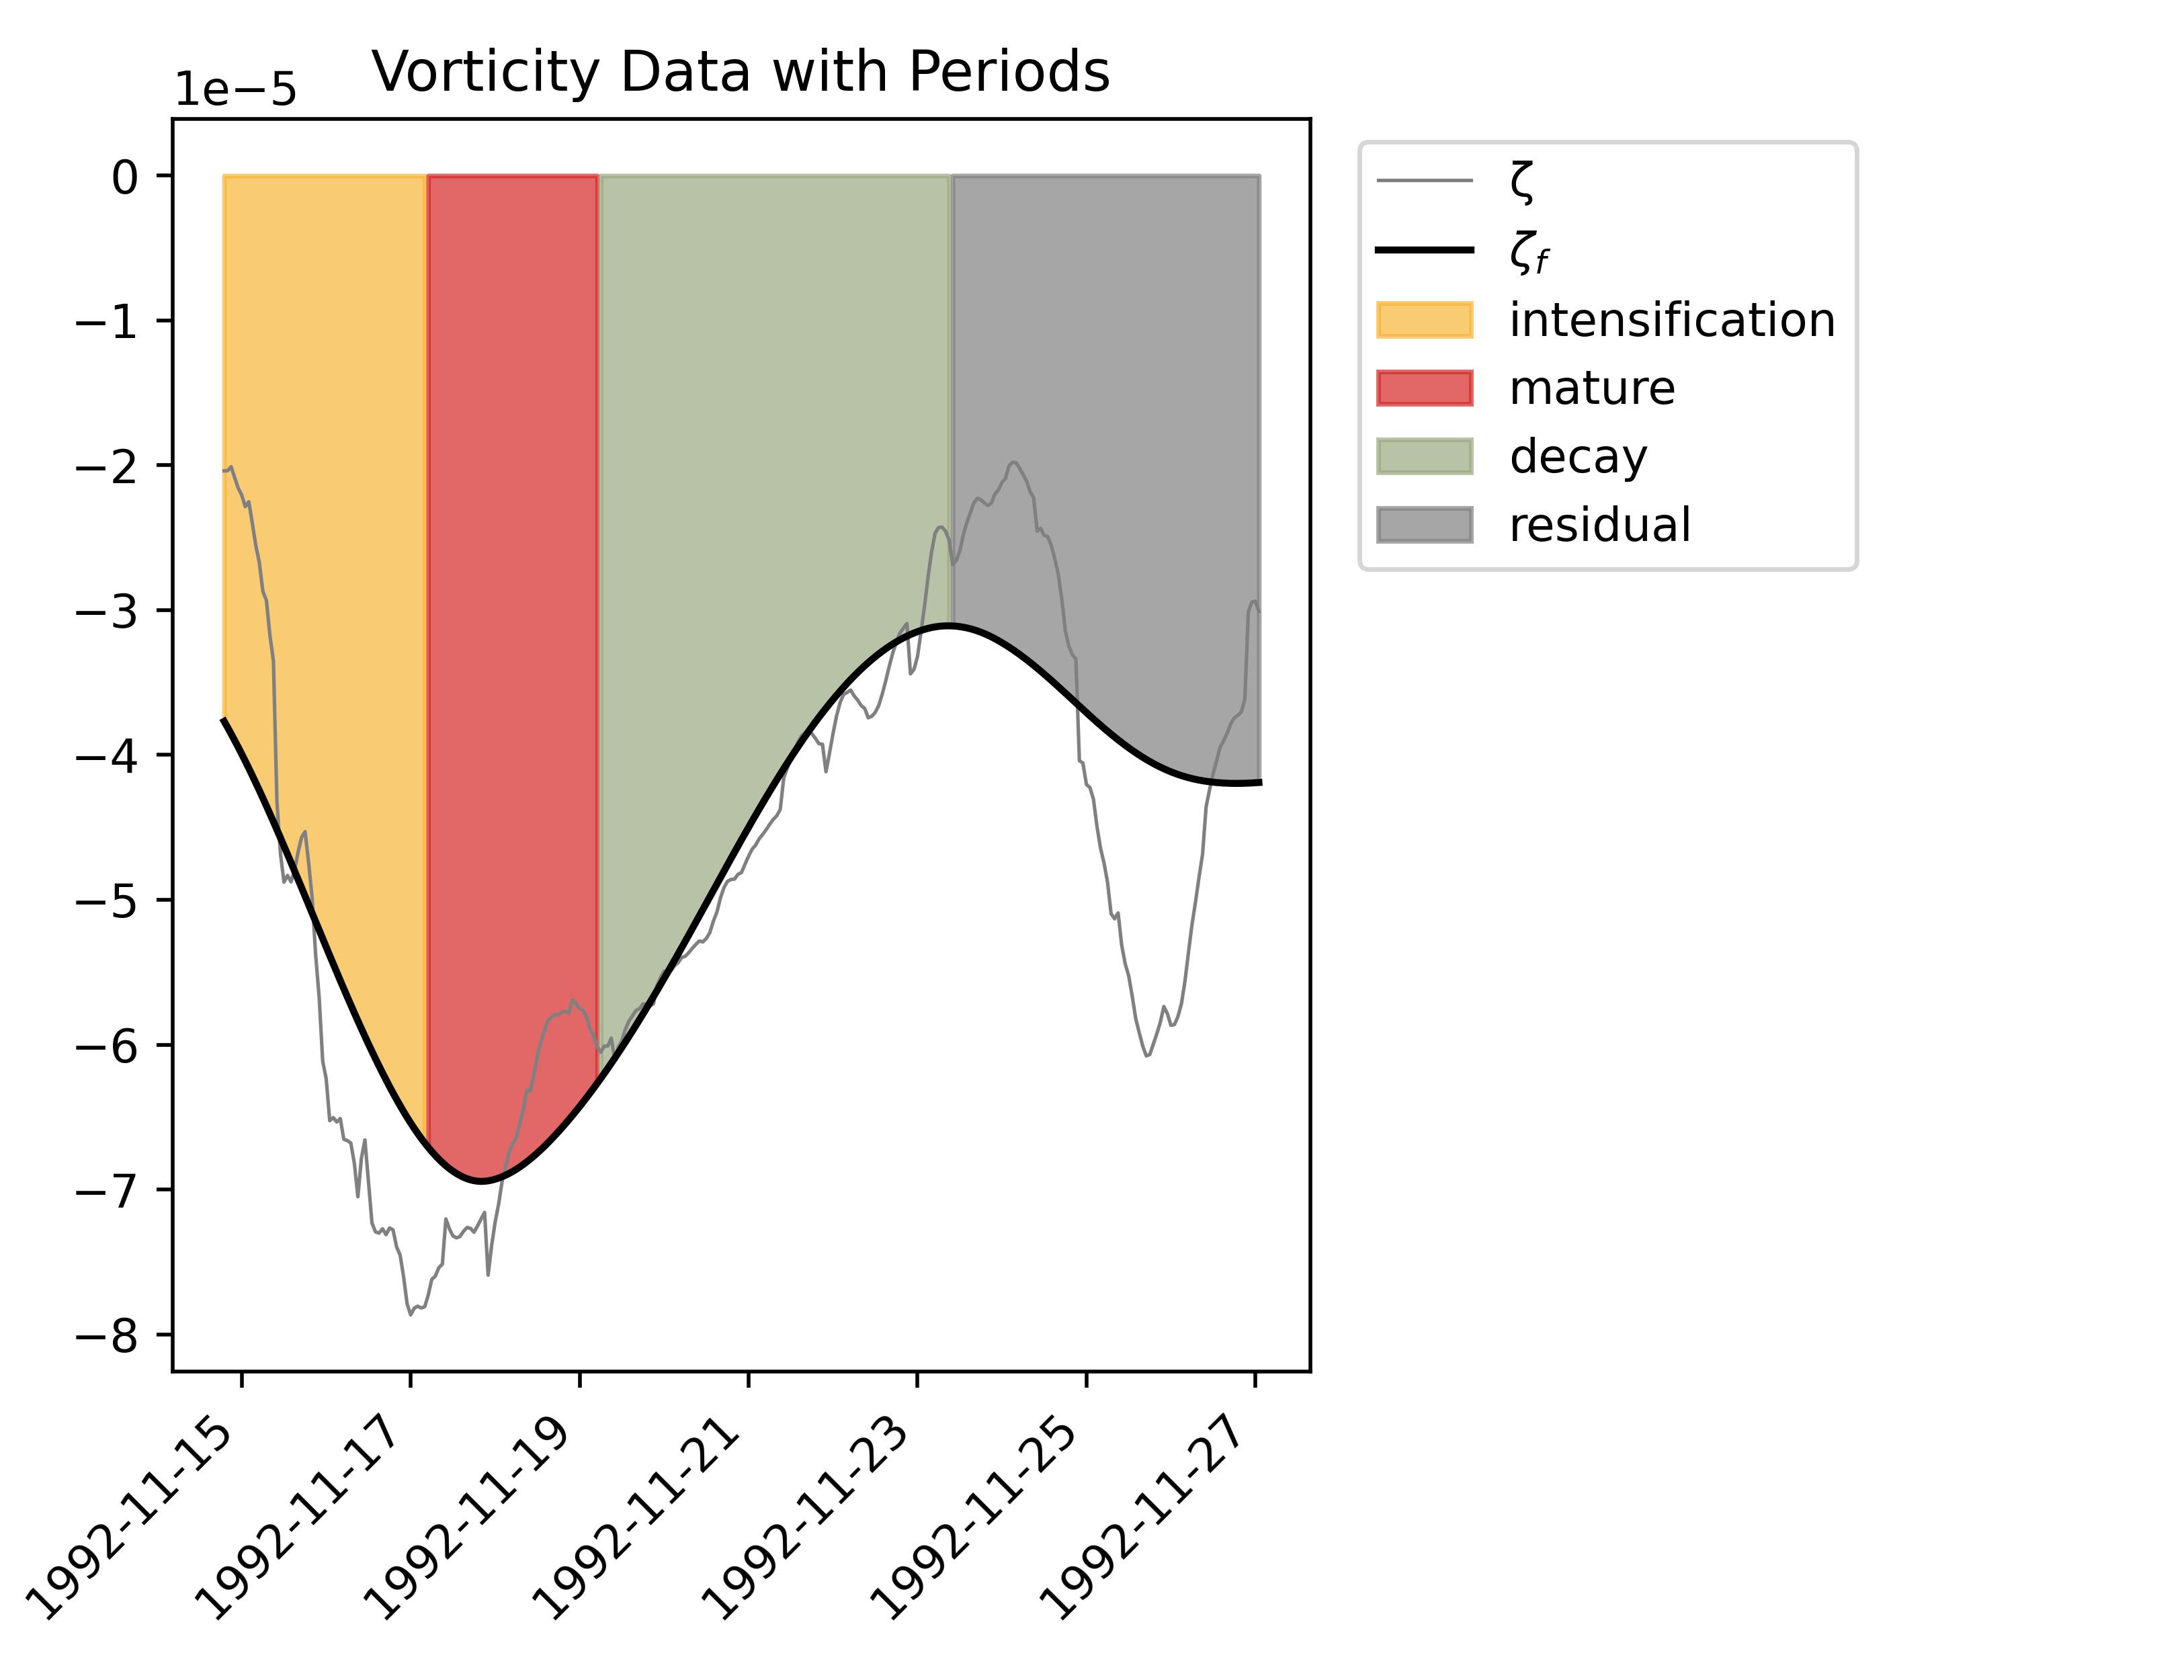 Vorticity Data with Periods
1e−5
0
−1
−2
−3
−4
−5
−6
−7
−8
1992-11-15
1992-11-17
1992-11-19
1992-11-21
1992-11-23
1992-11-25
1992-11-27
ζ
ζf
intensification
mature
decay
residual